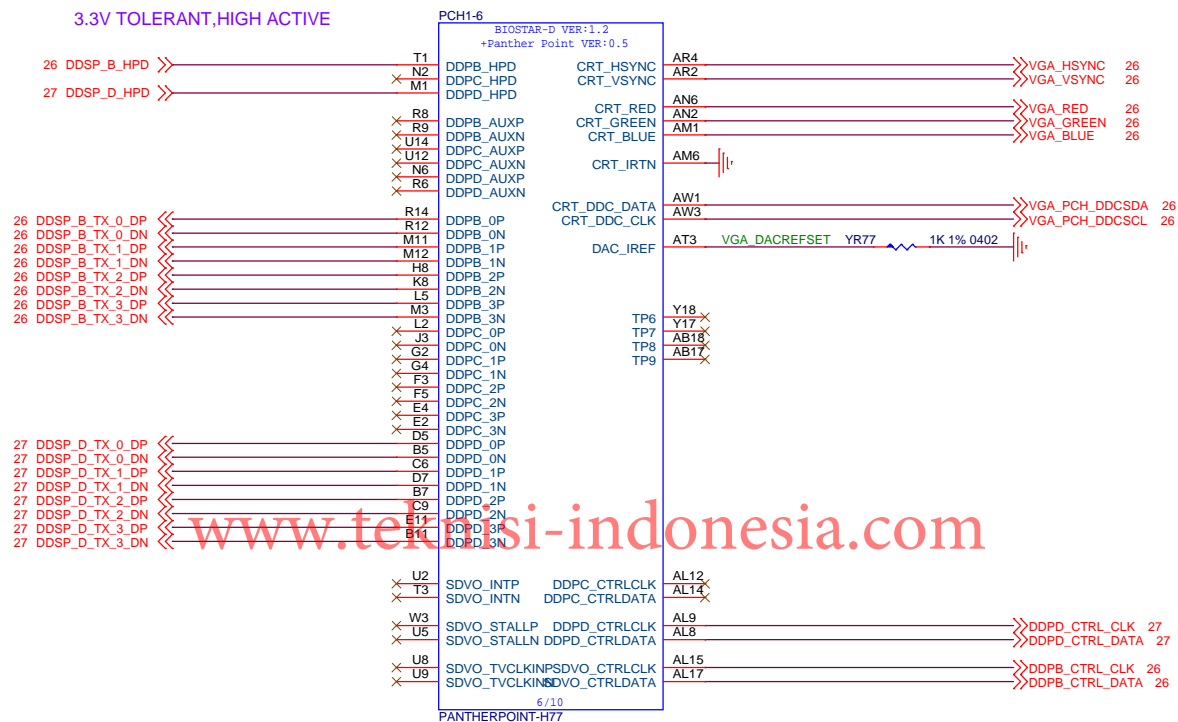 3.3V TOLERANT,HIGH ACTIVE
PCH1-6
BIOSTAR-D VER:1.2
+Panther Point VER:0.5
26 DDSP_B_HPD T1 DDPB_HPD
N2 DDPC_HPD
27 DDSP_D_HPD M1 DDPD_HPD
R8 DDPB_AUXP
R9 DDPB_AUXN
U14 DDPC_AUXP
U12 DDPC_AUXN
N6 DDPD_AUXP
R6 DDPD_AUXN
26 DDSP_B_TX_0_DP R14 DDPB_0P
26 DDSP_B_TX_0_DN R12 DDPB_0N
26 DDSP_B_TX_1_DP M11 DDPB_1P
26 DDSP_B_TX_1_DN M12 DDPB_1N
26 DDSP_B_TX_2_DP H8 DDPB_2P
26 DDSP_B_TX_2_DN K8 DDPB_2N
26 DDSP_B_TX_3_DP L5 DDPB_3P
26 DDSP_B_TX_3_DN M3 DDPB_3N
L2 DDPC_0P
J3 DDPC_0N
G2 DDPC_1P
G4 DDPC_1N
F3 DDPC_2P
F5 DDPC_2N
E4 DDPC_3P
E2 DDPC_3N
27 DDSP_D_TX_0_DP D5 DDPD_0P
27 DDSP_D_TX_0_DN B5 DDPD_0N
27 DDSP_D_TX_1_DP C6 DDPD_1P
27 DDSP_D_TX_1_DN D7 DDPD_1N
27 DDSP_D_TX_2_DP B7 DDPD_2P
27 DDSP_D_TX_2_DN C9 DDPD_2N
27 DDSP_D_TX_3_DP E11 DDPD_3P
27 DDSP_D_TX_3_DN B11 DDPD_3N
U2 SDVO_INTP
T3 SDVO_INTN
W3 SDVO_STALLP
U5 SDVO_STALLN
U8 SDVO_TVCLKINP
U9 SDVO_TVCLKINN
CRT_HSYNC AR4 VGA_HSYNC 26
CRT_VSYNC AR2 VGA_VSYNC 26
CRT_RED AN6 VGA_RED 26
CRT_GREEN AN2 VGA_GREEN 26
CRT_BLUE AM1 VGA_BLUE 26
CRT_IRTN AM6
CRT_DDC_DATA AW1 VGA_PCH_DDCSDA 26
CRT_DDC_CLK AW3 VGA_PCH_DDCSCL 26
DAC_IREF AT3 VGA_DACREFSET YR77 1K 1% 0402
TP6 Y18
TP7 Y17
TP8 AB18
TP9 AB17
DDPC_CTRLCLK AL12
DDPC_CTRLDATA AL14
DDPD_CTRLCLK AL9 DDPD_CTRL_CLK 27
DDPD_CTRLDATA AL8 DDPD_CTRL_DATA 27
SDVO_CTRLCLK AL15 DDPB_CTRL_CLK 26
SDVO_CTRLDATA AL17 DDPB_CTRL_DATA 26
6/10
PANTHERPOINT-H77
www.teknisi-indonesia.com